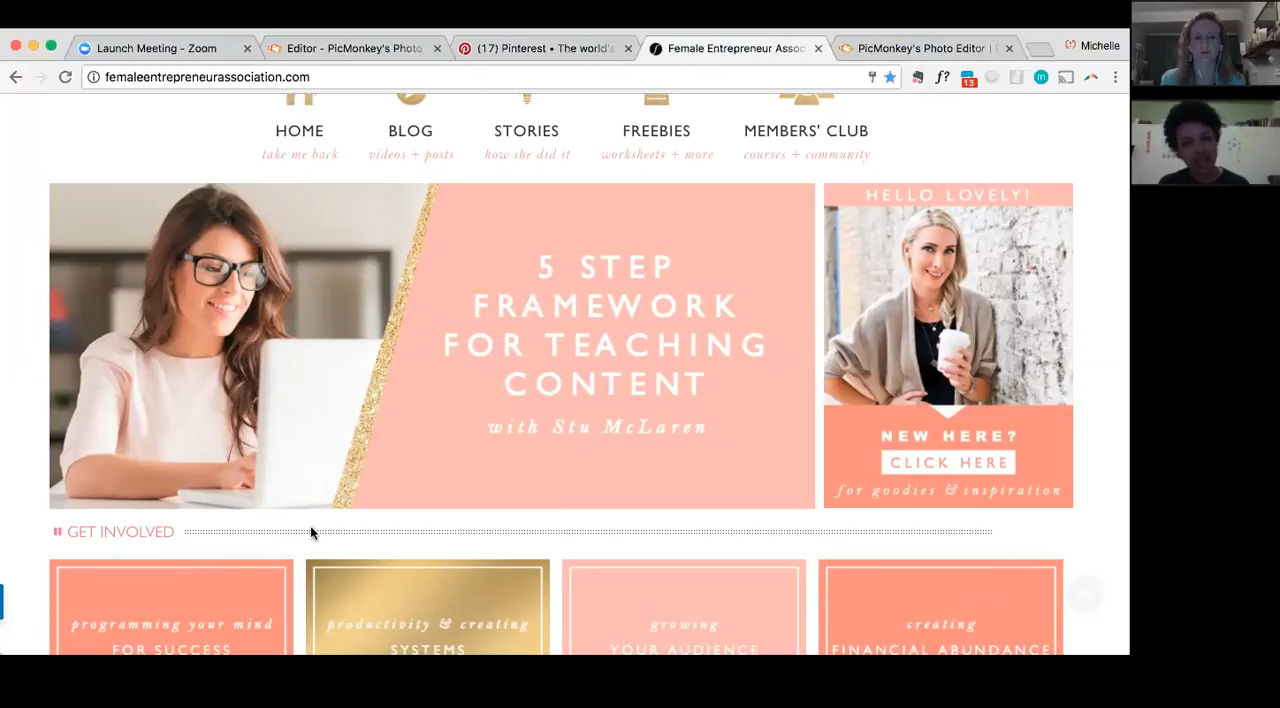 Launch Meeting - Zoom
Editor - PicMonkey's Photo
(17) Pinterest • The world's
Female Entrepreneur Assoc
PicMonkey's Photo Editor |
Michelle
femaleentrepreneurassociation.com
f?
13
m
HOME
BLOG
STORIES
FREEBIES
MEMBERS' CLUB
take me back
videos + posts
how she did it
worksheets + more
courses + community
5 STEP
FRAMEWORK
FOR TEACHING
CONTENT
with Stu McLaren
HELLO LOVELY!
NEW HERE?
CLICK HERE
for goodies & inspiration
GET INVOLVED
programming your mind
FOR SUCCESS
productivity & creating
SYSTEMS
growing
YOUR AUDIENCE
creating
FINANCIAL ABUNDANCE